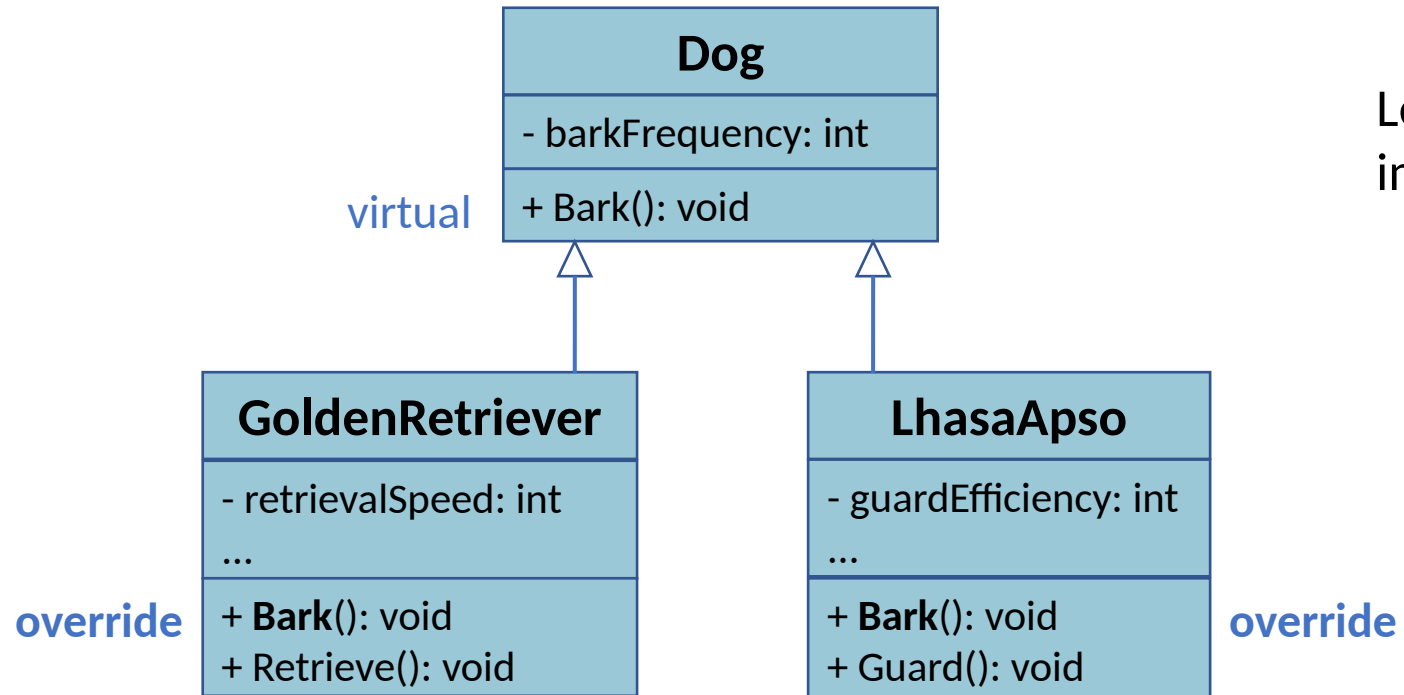 Dog
- barkFrequency: int
virtual
+ Bark(): void
GoldenRetriever
- retrievalSpeed: int
...
override
+ Bark(): void
+ Retrieve(): void
LhasaApso
- guardEfficiency: int
...
+ Bark(): void
override
+ Guard(): void